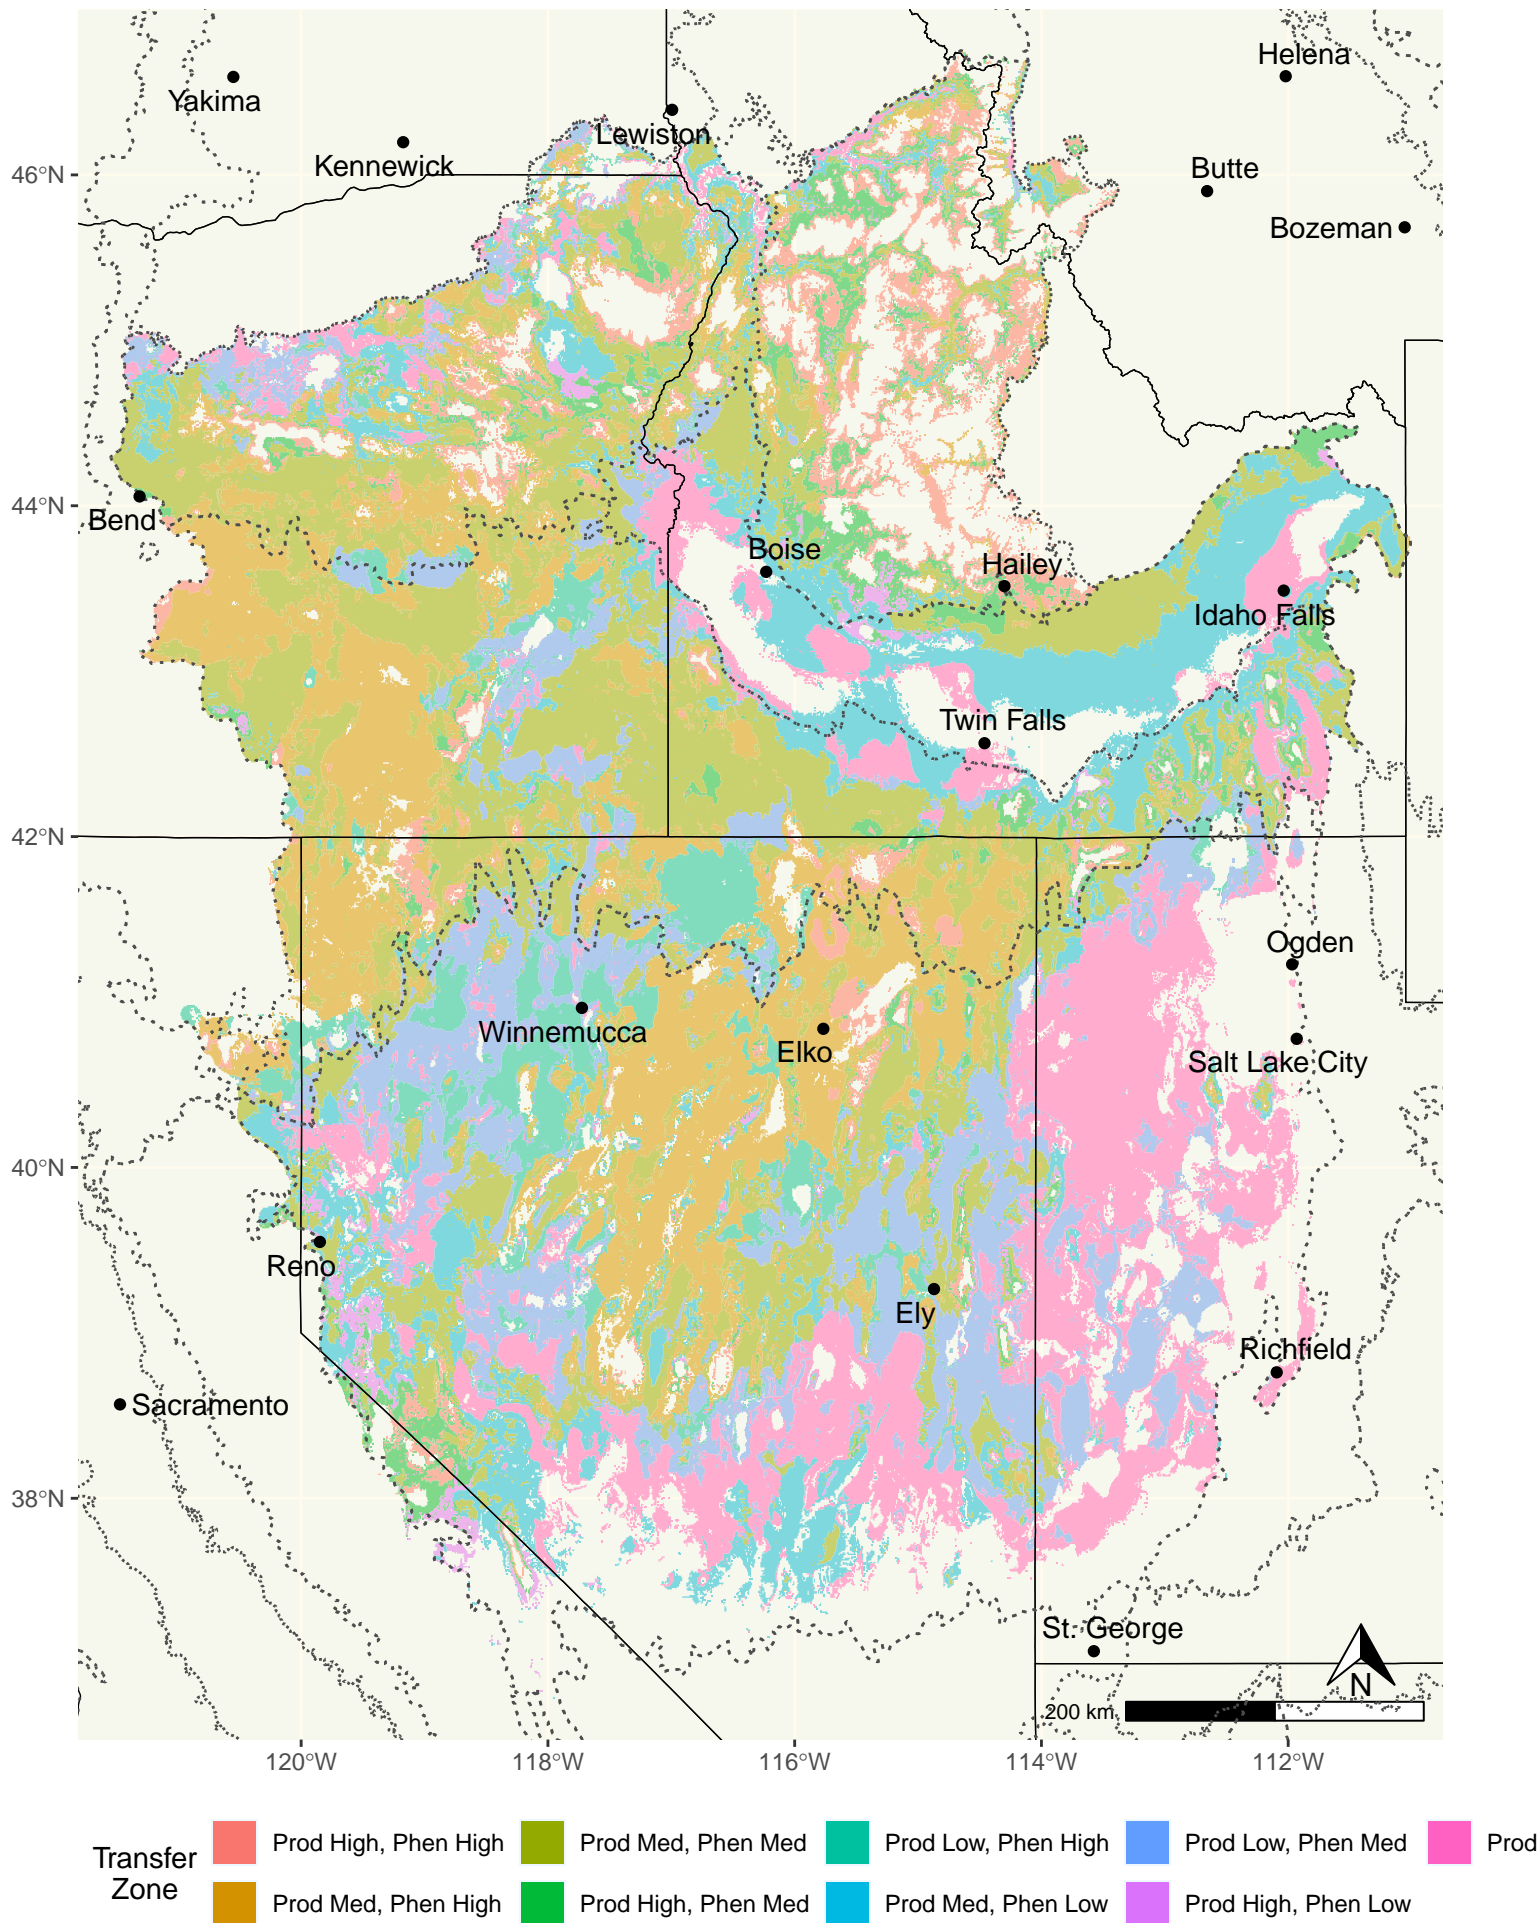 Helena
Yakima
Lewiston
Kennewick
46°N
Butte
Bozeman
44°N
Bend
Boise
Hailey
Idaho Falls
Twin Falls
42°N
Ogden
Winnemucca
Elko
Salt Lake City
40°N
Reno
Ely
Richfield
Sacramento
38°N
St. George
N
200 km
120°W
118°W
116°W
114°W
112°W
Transfer
Zone
Prod High, Phen High
Prod Med, Phen Med
Prod Low, Phen High
Prod Low, Phen Med
Prod
Prod Med, Phen High
Prod High, Phen Med
Prod Med, Phen Low
Prod High, Phen Low